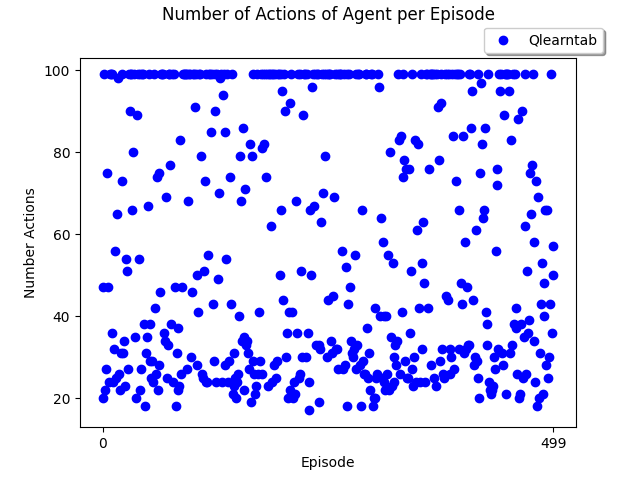 Number of Actions of Agent per Episode
Qlearntab
100
80
60
40
20
Number Actions
0
499
Episode